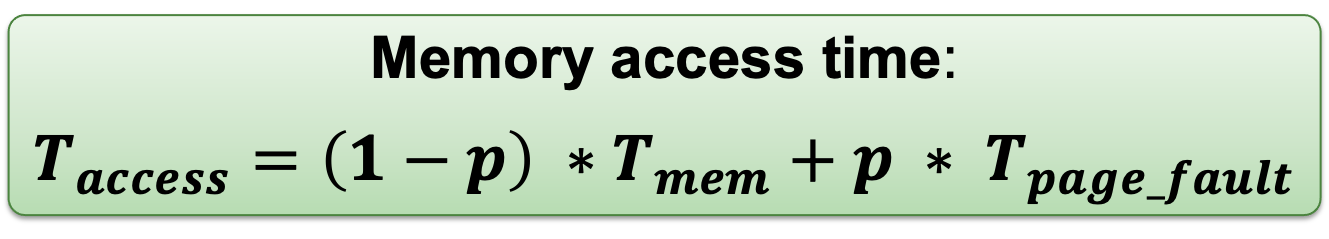 Memory access time:
T_access = (1 − p) * T_mem + p * T_page_fault